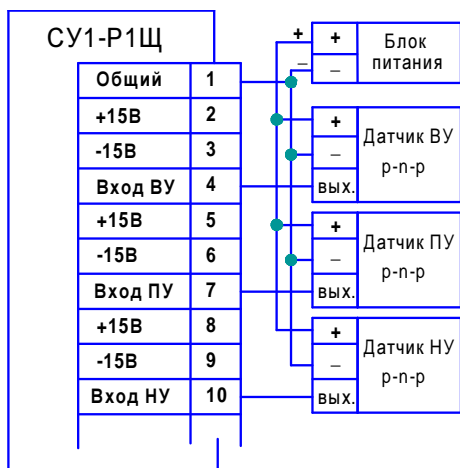 СУ1-Р1Щ
Общий 1
+15В 2
-15В 3
Вход ВУ 4
+15В 5
-15В 6
Вход ПУ 7
+15В 8
-15В 9
Вход НУ 10
+ + Блок
– – питания
+ Датчик ВУ
– p-n-p
вых.
+ Датчик ПУ
– p-n-p
вых.
+ Датчик НУ
– p-n-p
вых.